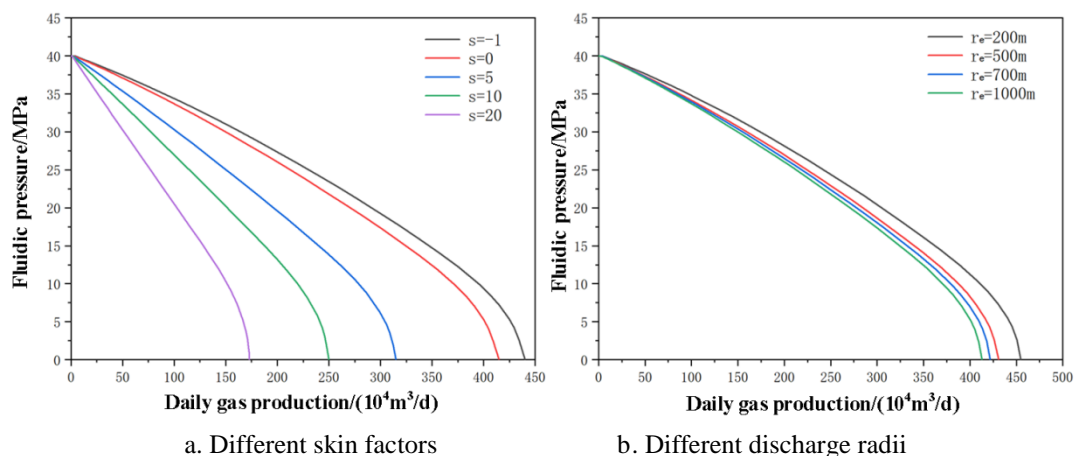 45
40
35
30
25
20
15
10
5
0
Fluidic pressure/MPa
s=-1
s=0
s=5
s=10
s=20
0 50 100 150 200 250 300 350 400 450
Daily gas production/(10⁴m³/d)
a. Different skin factors
45
40
35
30
25
20
15
10
5
0
Fluidic pressure/MPa
rₑ=200m
rₑ=500m
rₑ=700m
rₑ=1000m
0 50 100 150 200 250 300 350 400 450 500
Daily gas production/(10⁴m³/d)
b. Different discharge radii